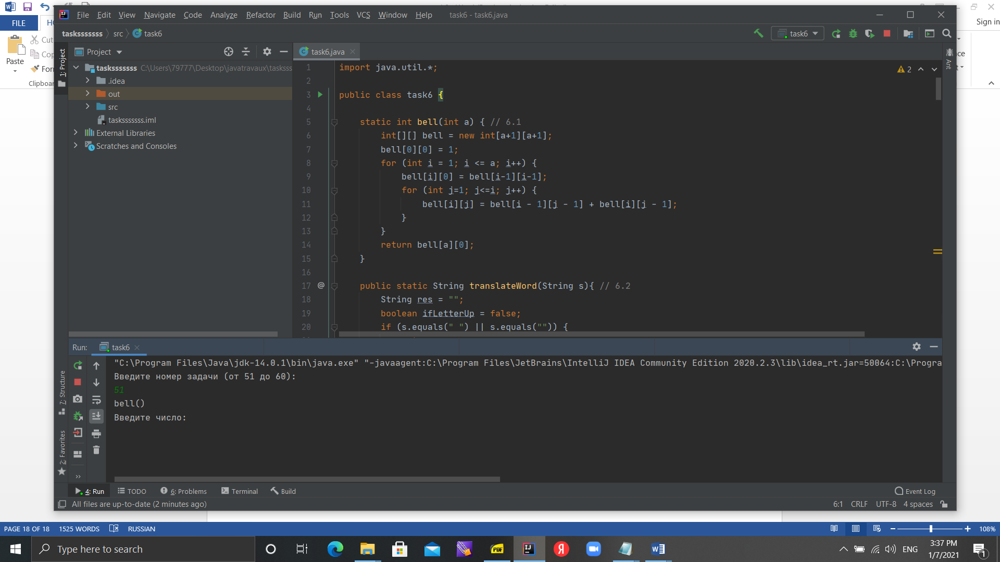 File Edit View Navigate Code Analyze Refactor Build Run Tools VCS Window Help task6 - task6.java
FILE
Sign in
Paste
Clipboar
tasksssssss src task6
task6
1: Project
Project
task6.java
Ant
tasksssssss C:\Users\79777\Desktop\javatravaux\tasksss
.idea
out
src
tasksssssss.iml
External Libraries
Scratches and Consoles
2
1 import java.util.*;
2
3 public class task6 {
4
5 static int bell(int a) { // 6.1
6 int[][] bell = new int[a+1][a+1];
7 bell[0][0] = 1;
8 for (int i = 1; i <= a; i++) {
9 bell[i][0] = bell[i-1][i-1];
10 for (int j=1; j<=i; j++) {
11 bell[i][j] = bell[i - 1][j - 1] + bell[i][j - 1];
12 }
13 }
14 return bell[a][0];
15 }
16
17 @ public static String translateWord(String s){ // 6.2
18 String res = "";
19 boolean ifLetterUp = false;
20 if (s.equals(" ") || s.equals("")) {
Run: task6
"C:\Program Files\Java\jdk-14.0.1\bin\java.exe" "-javaagent:C:\Program Files\JetBrains\IntelliJ IDEA Community Edition 2020.2.3\lib\idea_rt.jar=50064:C:\Progra
Введите номер задачи (от 51 до 60):
51
bell()
Введите число:
7: Structure
2: Favorites
4: Run TODO 6: Problems Terminal Build Event Log
All files are up-to-date (2 minutes ago) 6:1 CRLF UTF-8 4 spaces
PAGE 18 OF 18 1525 WORDS RUSSIAN 108%
Type here to search
PDF
IJ
Я
ENG
3:37 PM
1/7/2021
1